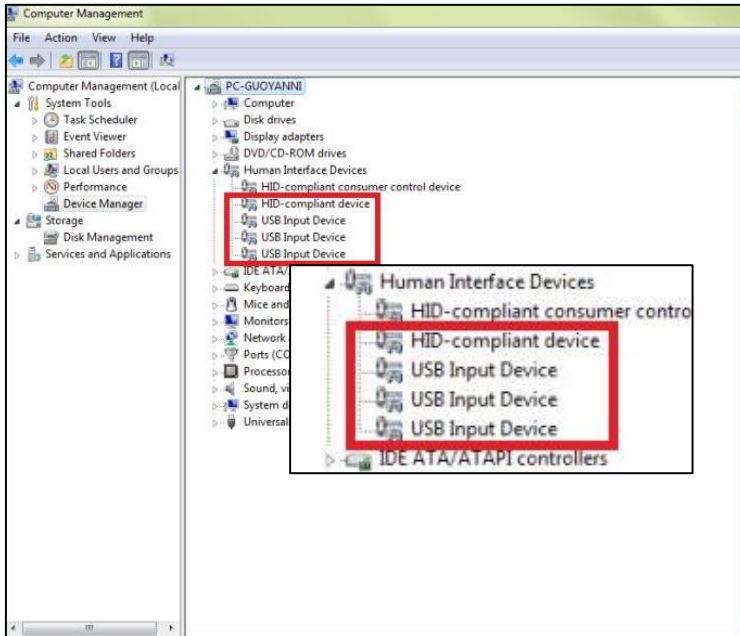 Computer Management
File Action View Help
Computer Management (Local
System Tools
Task Scheduler
Event Viewer
Shared Folders
Local Users and Groups
Performance
Device Manager
Storage
Disk Management
Services and Applications
PC-GUOYANNI
Computer
Disk drives
Display adapters
DVD/CD-ROM drives
Human Interface Devices
HID-compliant consumer control device
HID-compliant device
USB Input Device
USB Input Device
USB Input Device
IDE ATA/
Keyboard
Mice and
Monitors
Network
Ports (CO
Processo
Sound, vi
System d
Universal
Human Interface Devices
HID-compliant consumer contro
HID-compliant device
USB Input Device
USB Input Device
USB Input Device
IDE ATA/ATAPI controllers